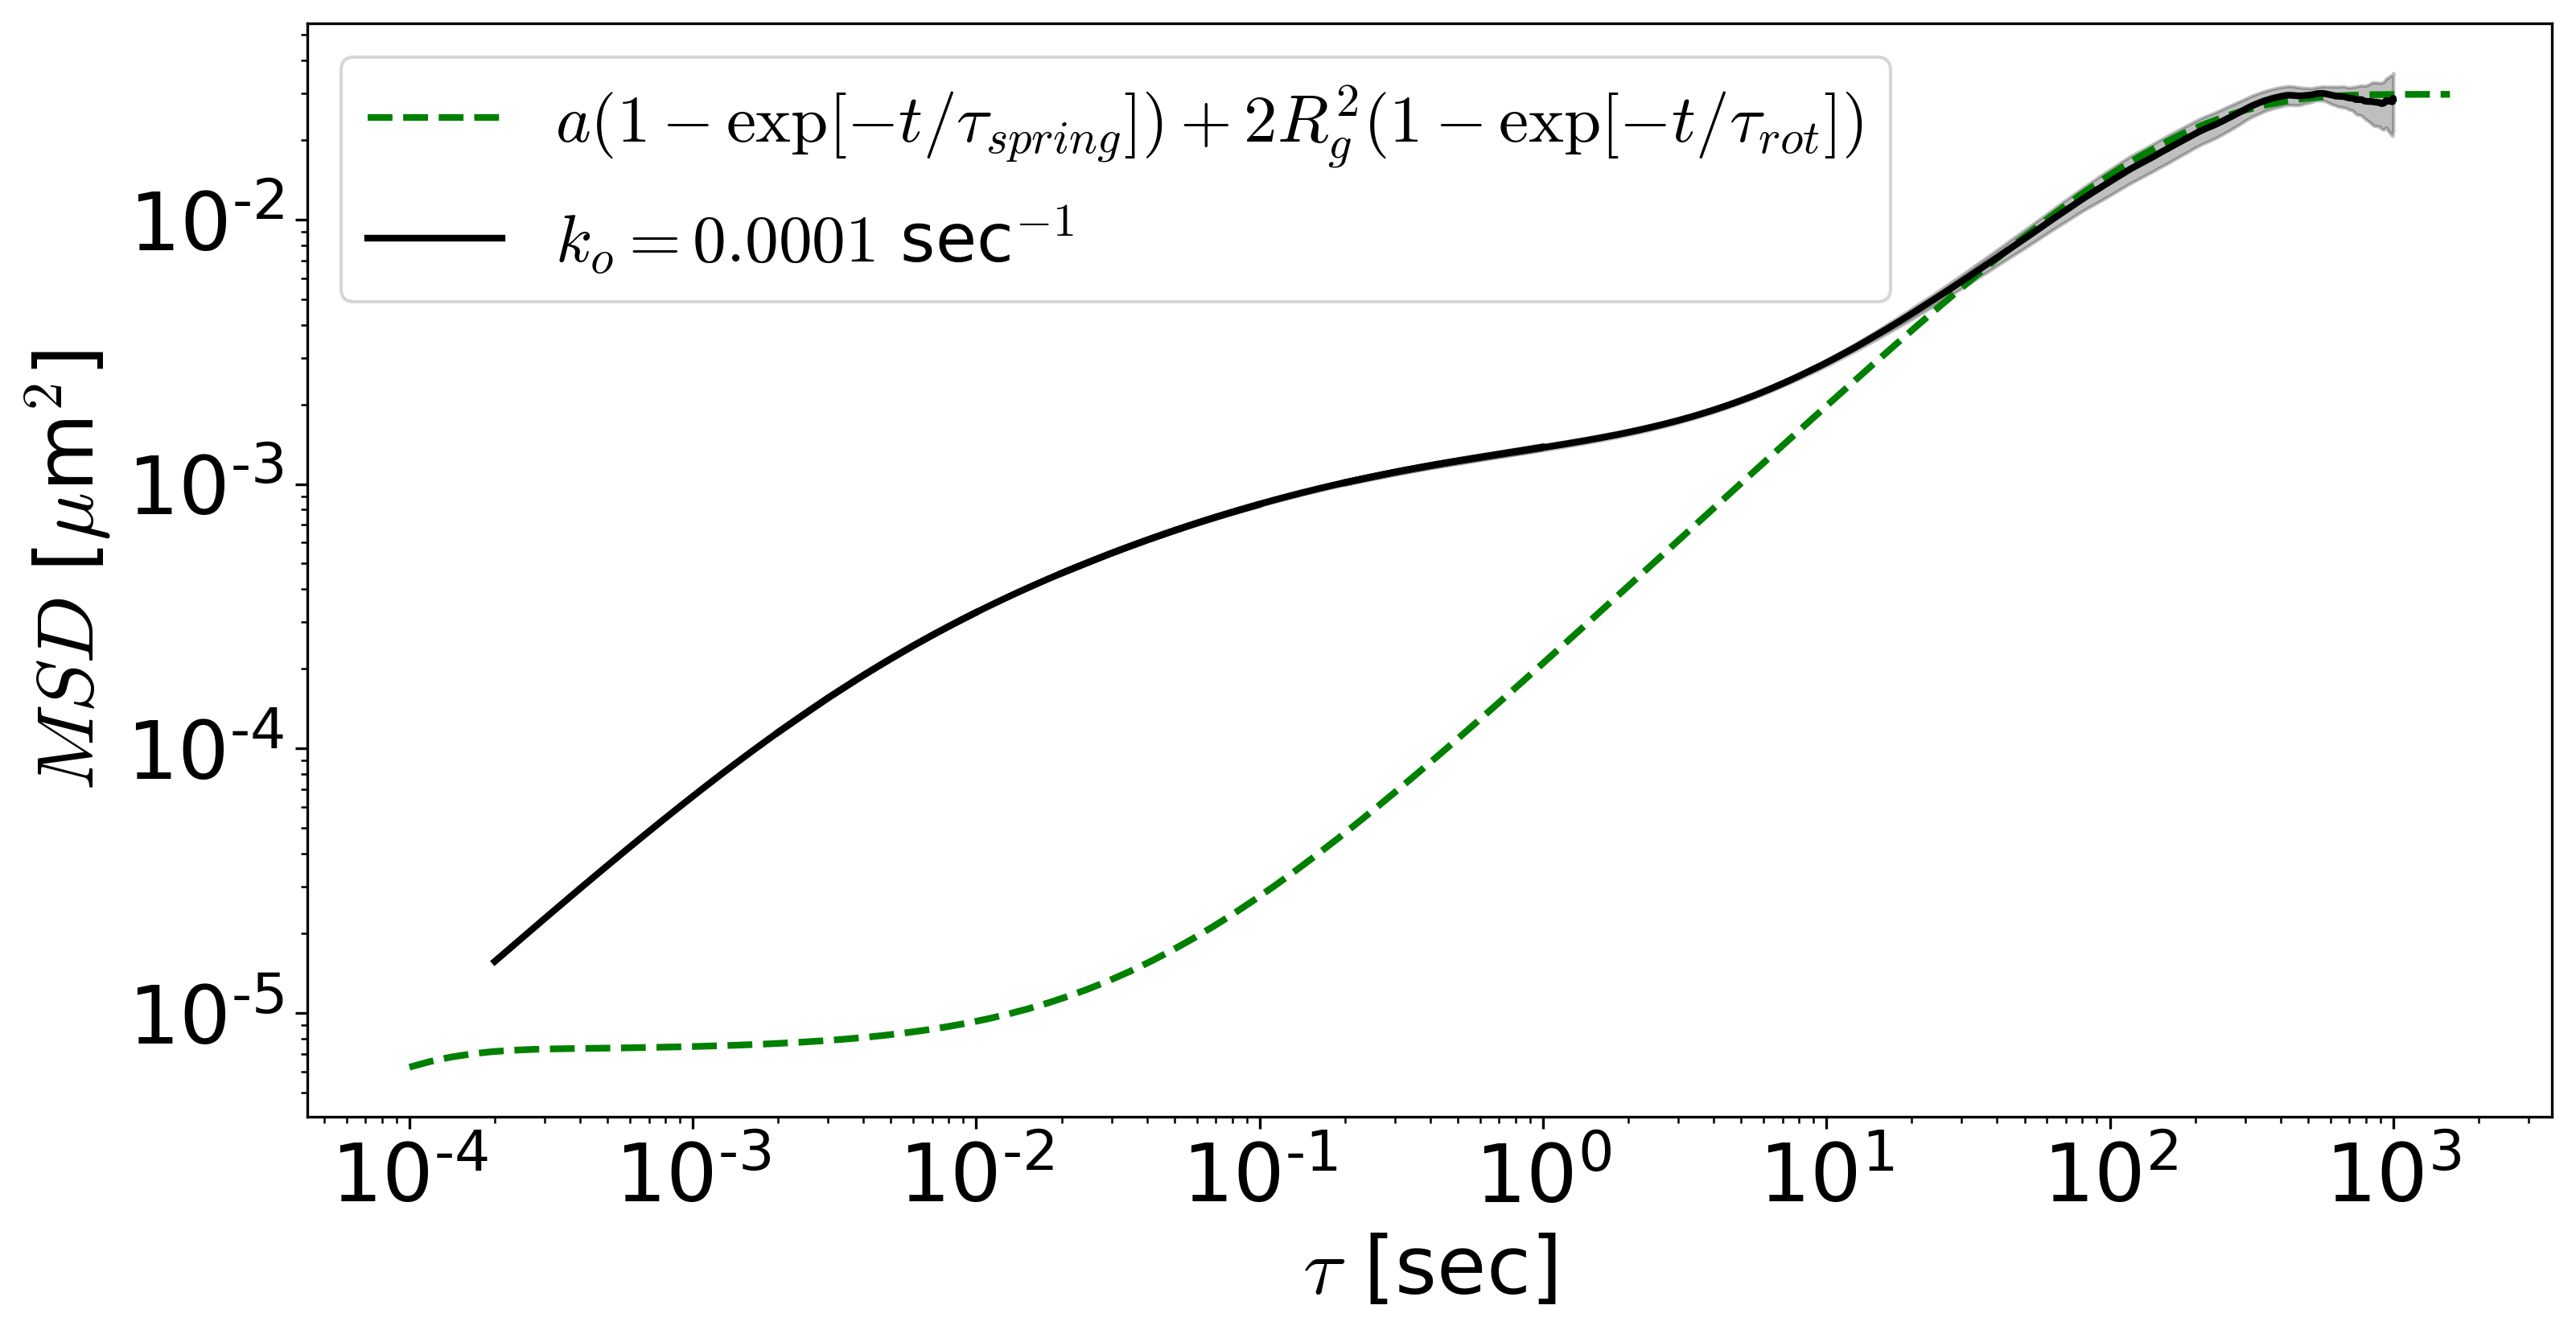 a(1 − exp[−t/τ_spring]) + 2R_g^2(1 − exp[−t/τ_rot])
k_o = 0.0001 sec^−1
MSD [μm^2]
10^-2
10^-3
10^-4
10^-5
10^-4 10^-3 10^-2 10^-1 10^0 10^1 10^2 10^3
τ [sec]